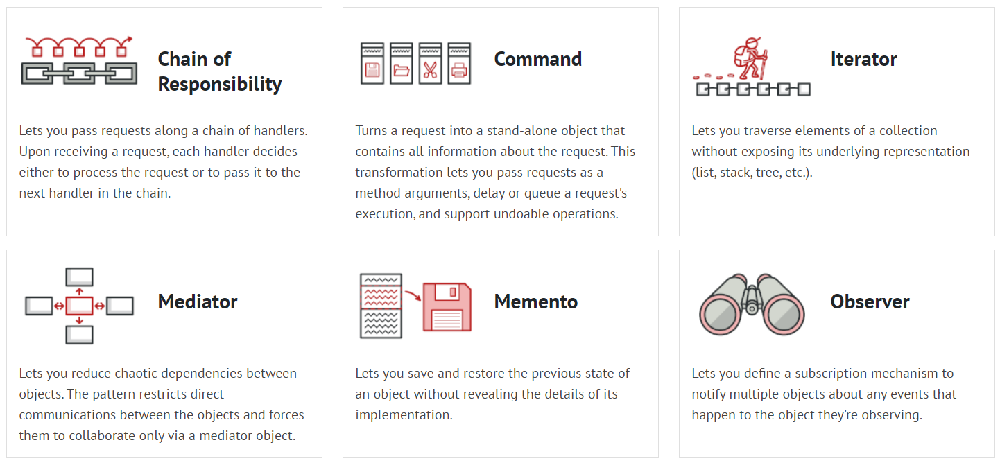 Chain of
Responsibility
Lets you pass requests along a chain of handlers.
Upon receiving a request, each handler decides
either to process the request or to pass it to the
next handler in the chain.
Command
Turns a request into a stand-alone object that
contains all information about the request. This
transformation lets you pass requests as a
method arguments, delay or queue a request's
execution, and support undoable operations.
Iterator
Lets you traverse elements of a collection
without exposing its underlying representation
(list, stack, tree, etc.).
Mediator
Lets you reduce chaotic dependencies between
objects. The pattern restricts direct
communications between the objects and forces
them to collaborate only via a mediator object.
Memento
Lets you save and restore the previous state of
an object without revealing the details of its
implementation.
Observer
Lets you define a subscription mechanism to
notify multiple objects about any events that
happen to the object they're observing.